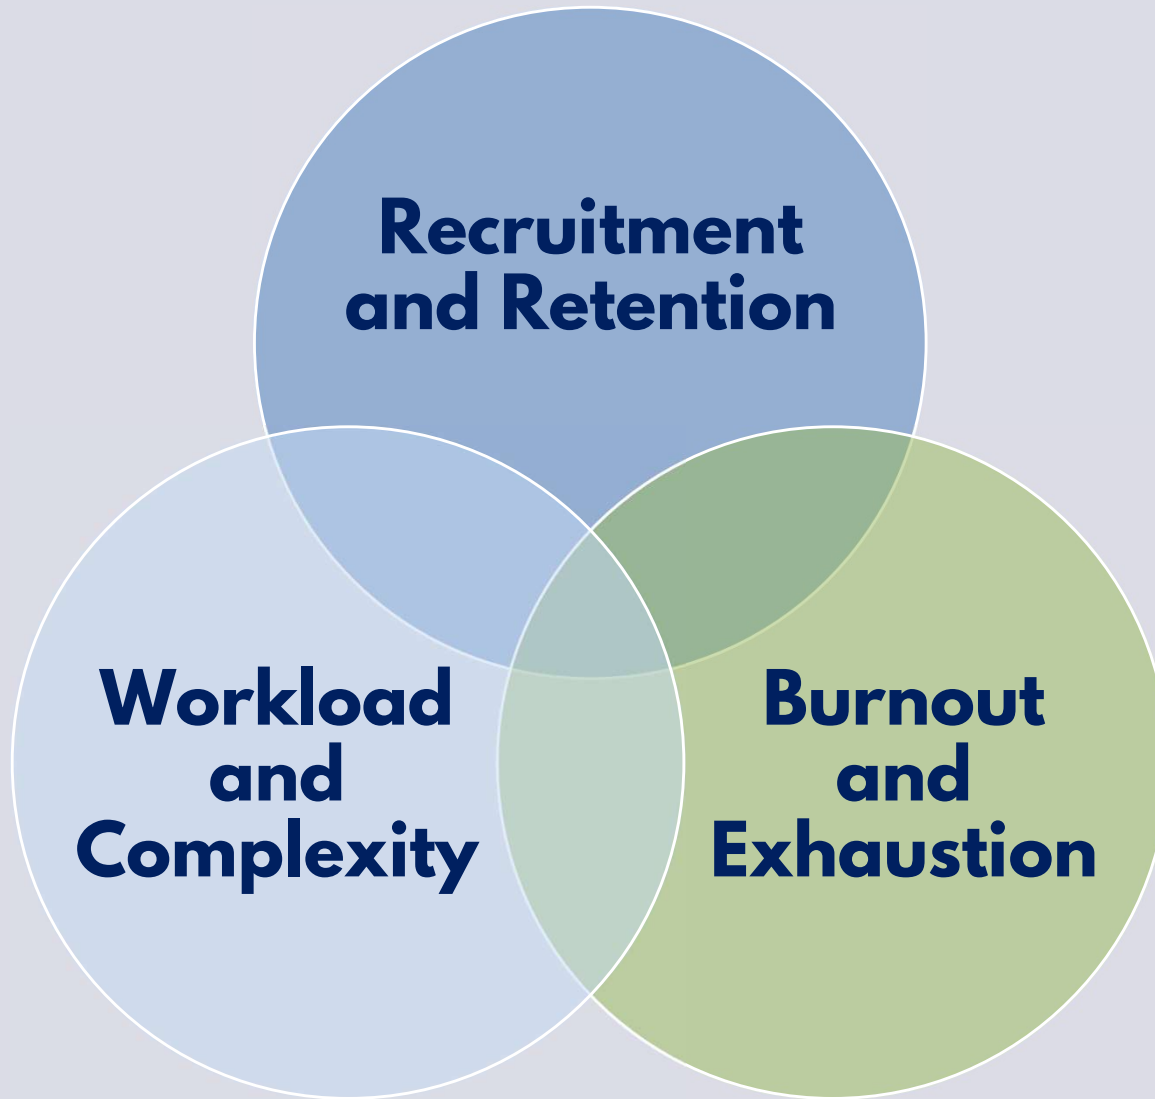 Recruitment
and Retention
Workload
and
Complexity
Burnout
and
Exhaustion